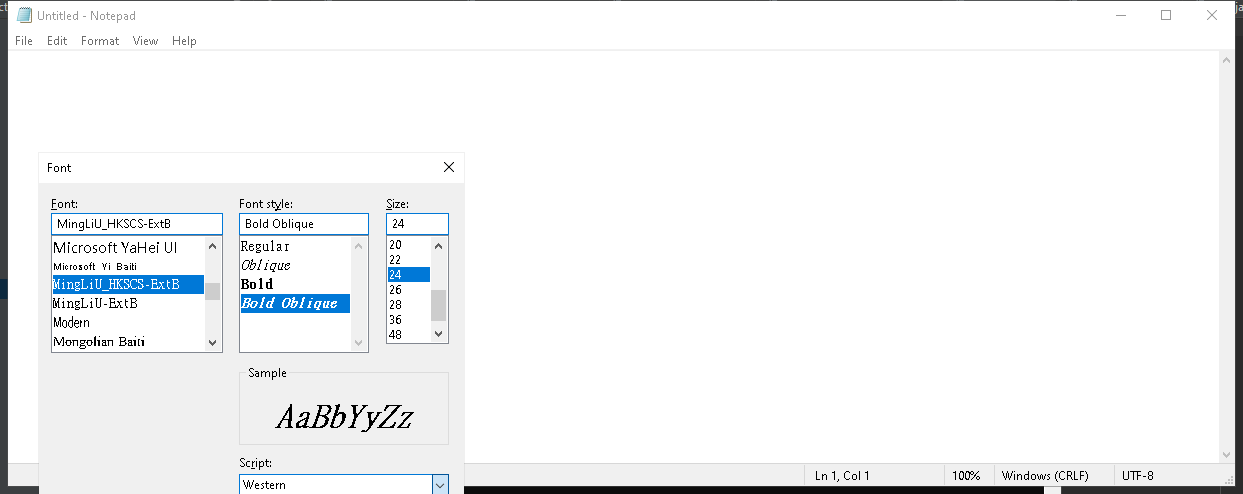 Untitled - Notepad
File Edit Format View Help
Font
Font: Font style: Size:
MingLiU_HKSCS-ExtB Bold Oblique 24
Microsoft YaHei UI Regular 20
Microsoft Yi Baiti Oblique 22
MingLiU_HKSCS-ExtB Bold 24
MingLiU-ExtB Bold Oblique 26
Modern 28
Mongolian Baiti 36
48
Sample
AaBbYyZz
Script:
Western
Ln 1, Col 1 100% Windows (CRLF) UTF-8